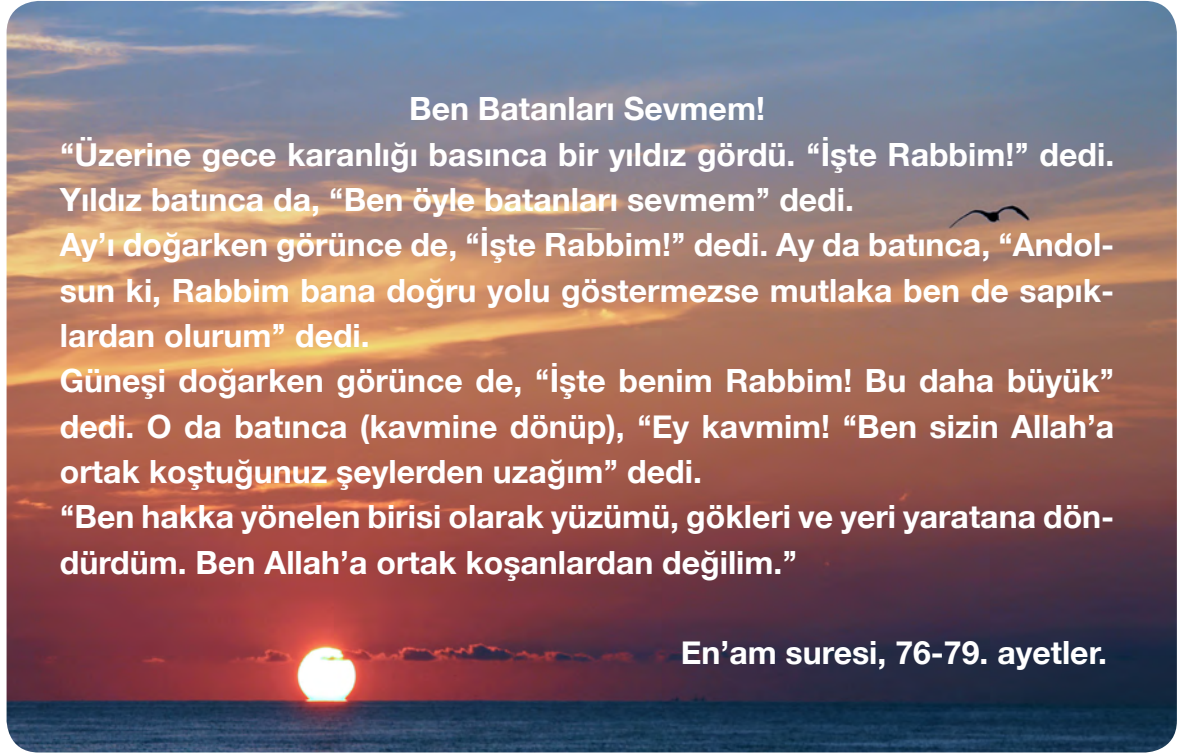 Ben Batanları Sevmem!
“Üzerine gece karanlığı basınca bir yıldız gördü. “İşte Rabbim!” dedi.
Yıldız batınca da, “Ben öyle batanları sevmem” dedi.
Ay’ı doğarken görünce de, “İşte Rabbim!” dedi. Ay da batınca, “Andol-
sun ki, Rabbim bana doğru yolu göstermezse mutlaka ben de sapık-
lardan olurum” dedi.
Güneşi doğarken görünce de, “İşte benim Rabbim! Bu daha büyük”
dedi. O da batınca (kavmine dönüp), “Ey kavmim! “Ben sizin Allah’a
ortak koştuğunuz şeylerden uzağım” dedi.
“Ben hakka yönelen birisi olarak yüzümü, gökleri ve yeri yaratana dön-
dürdüm. Ben Allah’a ortak koşanlardan değilim.”
En’am suresi, 76-79. ayetler.